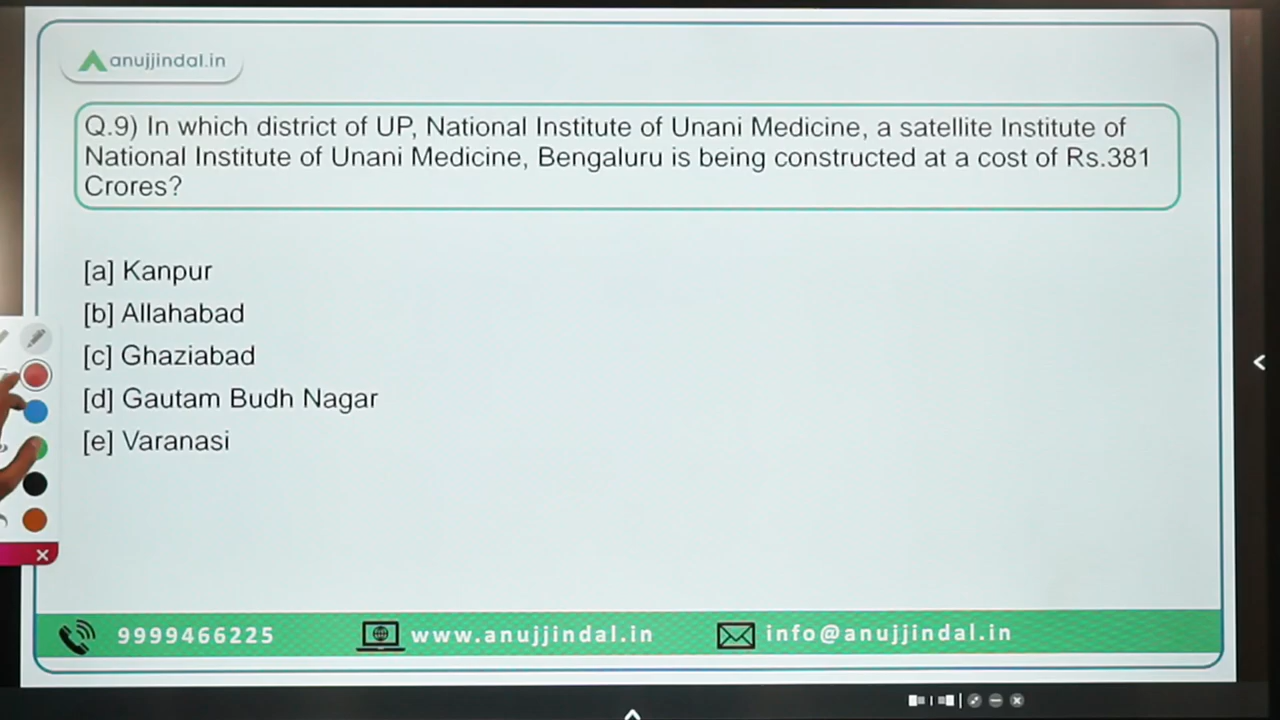 anujjindal.in
Q.9) In which district of UP, National Institute of Unani Medicine, a satellite Institute of
National Institute of Unani Medicine, Bengaluru is being constructed at a cost of Rs.381
Crores?
[a] Kanpur
[b] Allahabad
[c] Ghaziabad
[d] Gautam Budh Nagar
[e] Varanasi
9999466225
www.anujjindal.in
info@anujjindal.in